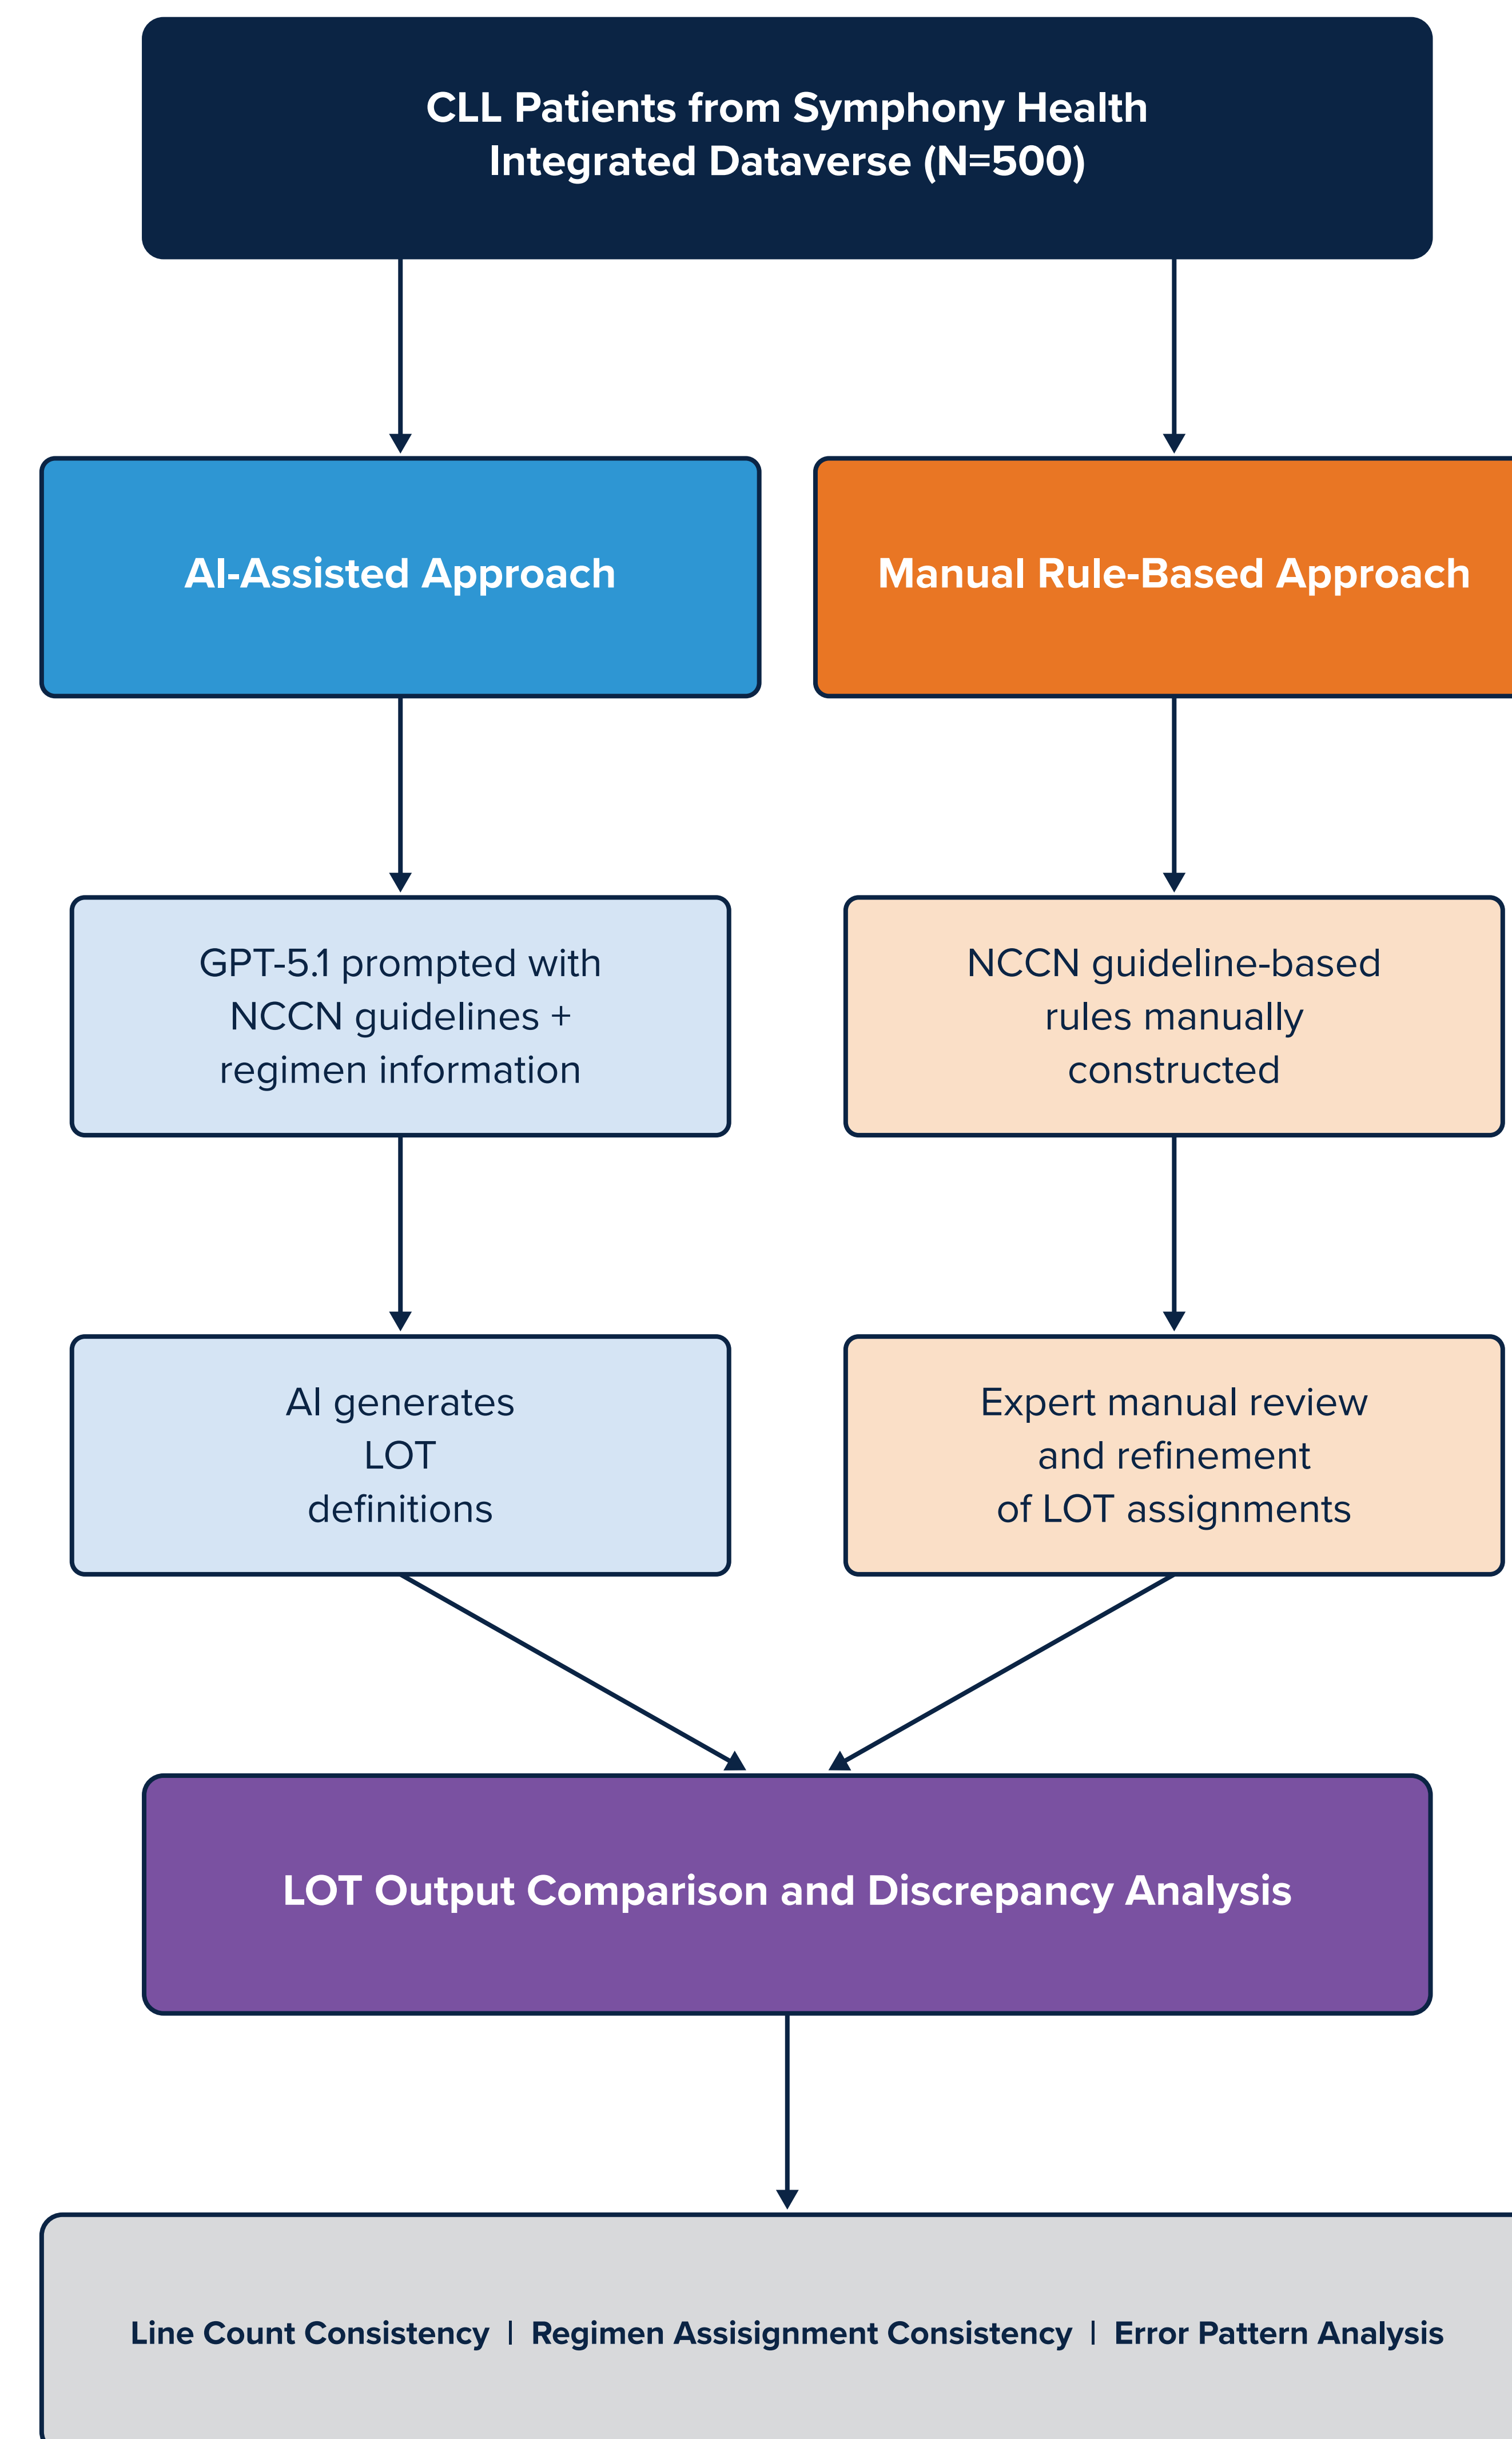 CLL Patients from Symphony Health
Integrated Dataverse (N=500)
AI-Assisted Approach
Manual Rule-Based Approach
GPT-5.1 prompted with
NCCN guidelines +
regimen information
NCCN guideline-based
rules manually
constructed
AI generates
LOT
definitions
Expert manual review
and refinement
of LOT assignments
LOT Output Comparison and Discrepancy Analysis
Line Count Consistency | Regimen Assisignment Consistency | Error Pattern Analysis